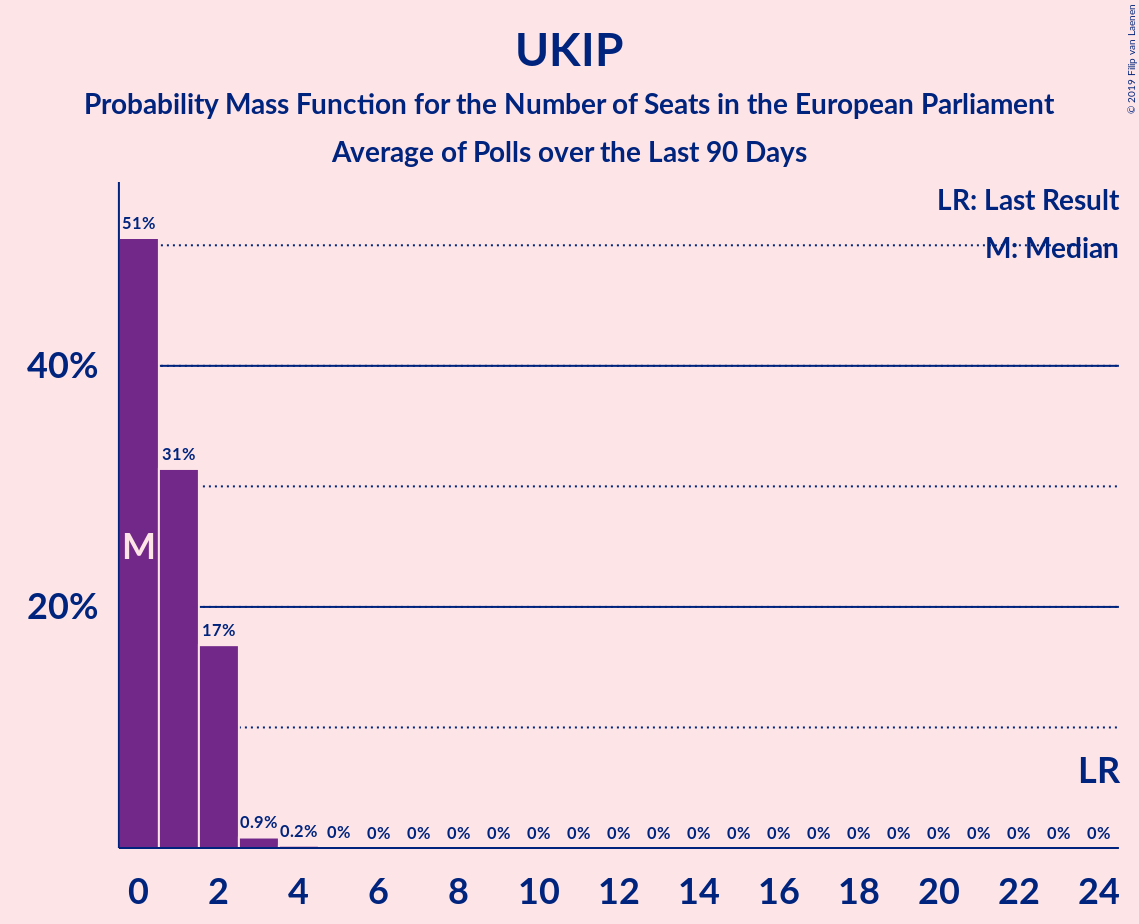 UKIP
Probability Mass Function for the Number of Seats in the European Parliament
Average of Polls over the Last 90 Days
© 2019 Filip van Laenen
LR: Last Result
M: Median
51%
40%
31%
M
20%
17%
LR
0.9% 0.2% 0% 0% 0% 0% 0% 0% 0% 0% 0% 0% 0% 0% 0% 0% 0% 0% 0% 0% 0% 0%
0 2 4 6 8 10 12 14 16 18 20 22 24